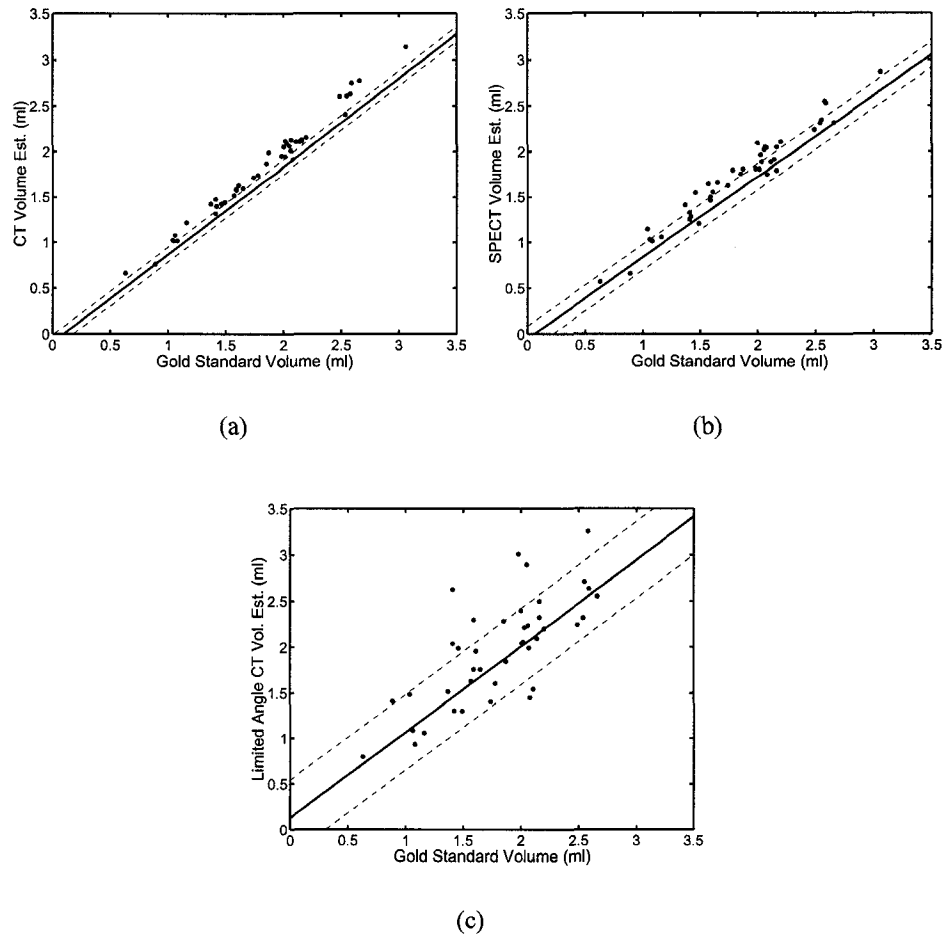 3.5
3
2.5
2
1.5
1
0.5
0
CT Volume Est. (ml)
0 0.5 1 1.5 2 2.5 3 3.5
Gold Standard Volume (ml)
(a)
3.5
3
2.5
2
1.5
1
0.5
0
SPECT Volume Est. (ml)
0 0.5 1 1.5 2 2.5 3 3.5
Gold Standard Volume (ml)
(b)
3.5
3
2.5
2
1.5
1
0.5
0
Limited Angle CT Vol. Est. (ml)
0 0.5 1 1.5 2 2.5 3 3.5
Gold Standard Volume (ml)
(c)